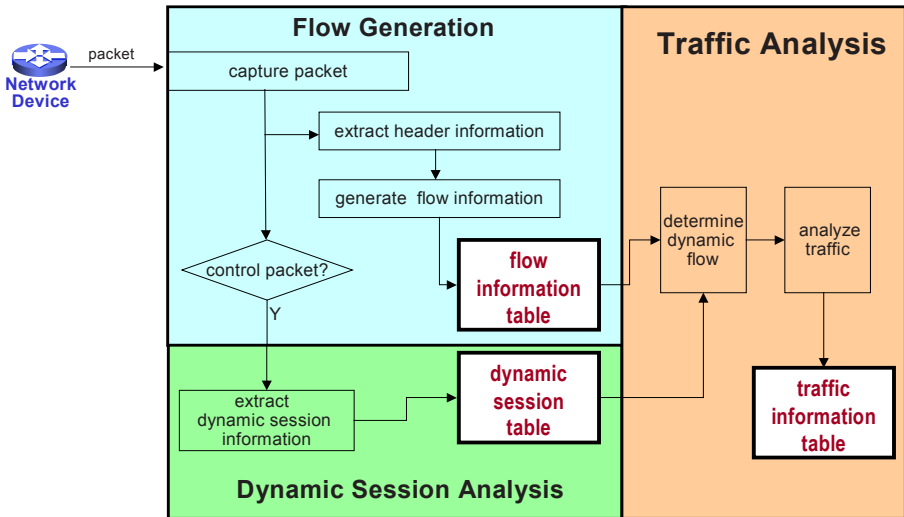 Flow Generation
Traffic Analysis
packet
Network
Device
capture packet
extract header information
generate flow information
control packet?
Y
flow
information
table
determine
dynamic
flow
analyze
traffic
extract
dynamic session
information
dynamic
session
table
traffic
information
table
Dynamic Session Analysis